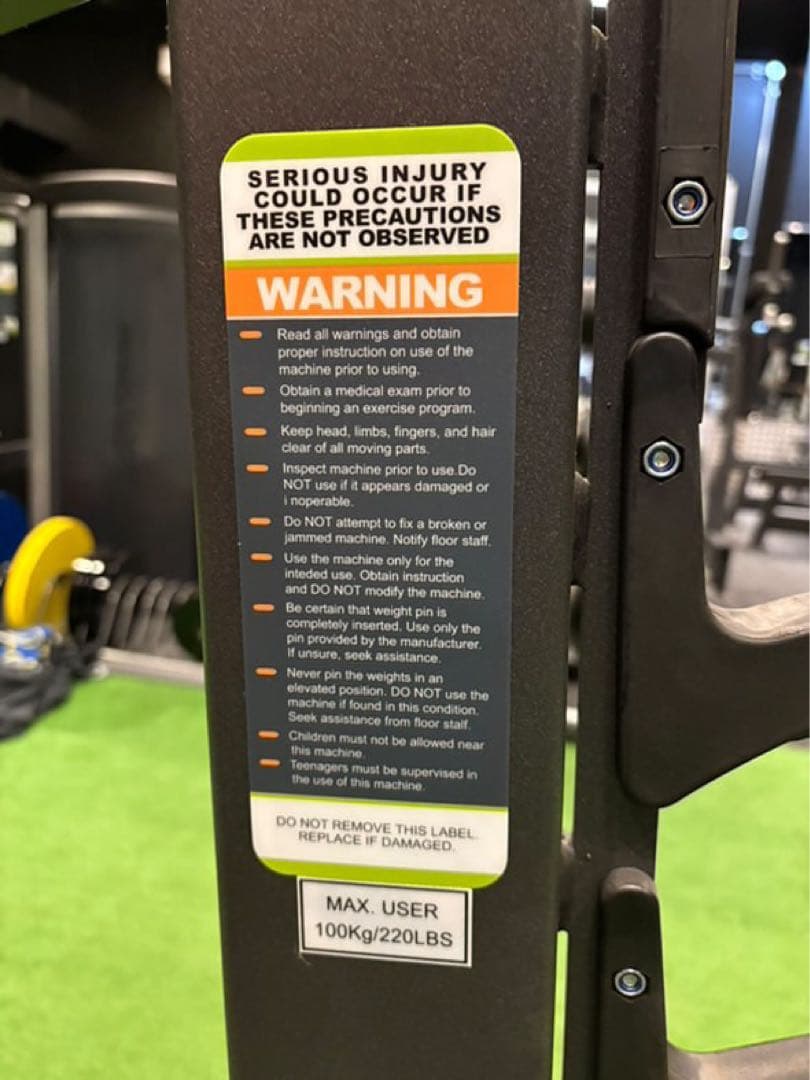 SERIOUS INJURY
COULD OCCUR IF
THESE PRECAUTIONS
ARE NOT OBSERVED
WARNING
Read all warnings and obtain
proper instruction on use of the
machine prior to using.
Obtain a medical exam prior to
beginning an exercise program.
Keep head, limbs, fingers, and hair
clear of all moving parts.
Inspect machine prior to use.Do
NOT use if it appears damaged or
i noperable.
Do NOT attempt to fix a broken or
jammed machine. Notify floor staff.
Use the machine only for the
inteded use. Obtain instruction
and DO NOT modify the machine.
Be certain that weight pin is
completely inserted. Use only the
pin provided by the manufacturer.
If unsure, seek assistance.
Never pin the weights in an
elevated position. DO NOT use the
machine if found in this condition.
Seek assistance from floor staff.
Children must not be allowed near
this machine.
Teenagers must be supervised in
the use of this machine.
DO NOT REMOVE THIS LABEL.
REPLACE IF DAMAGED.
MAX. USER
100Kg/220LBS